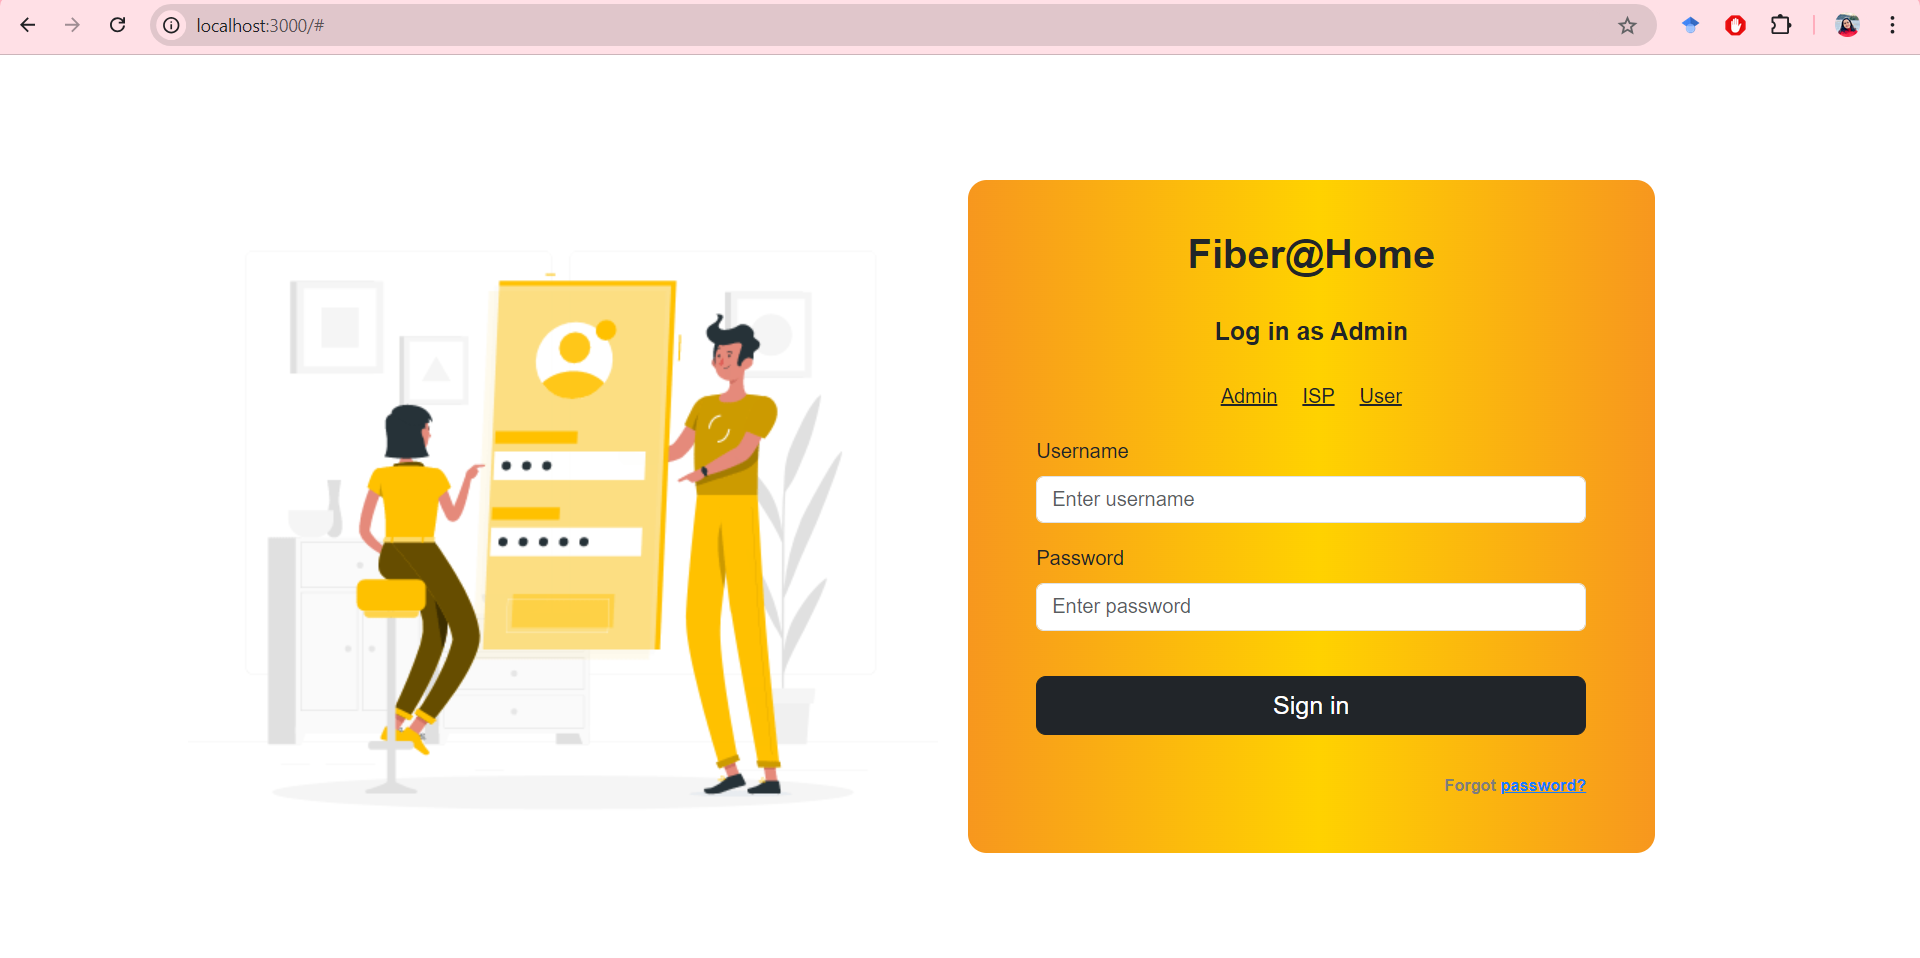 localhost:3000/#
Fiber@Home
Log in as Admin
Admin ISP User
Username
Enter username
Password
Enter password
Sign in
Forgot password?